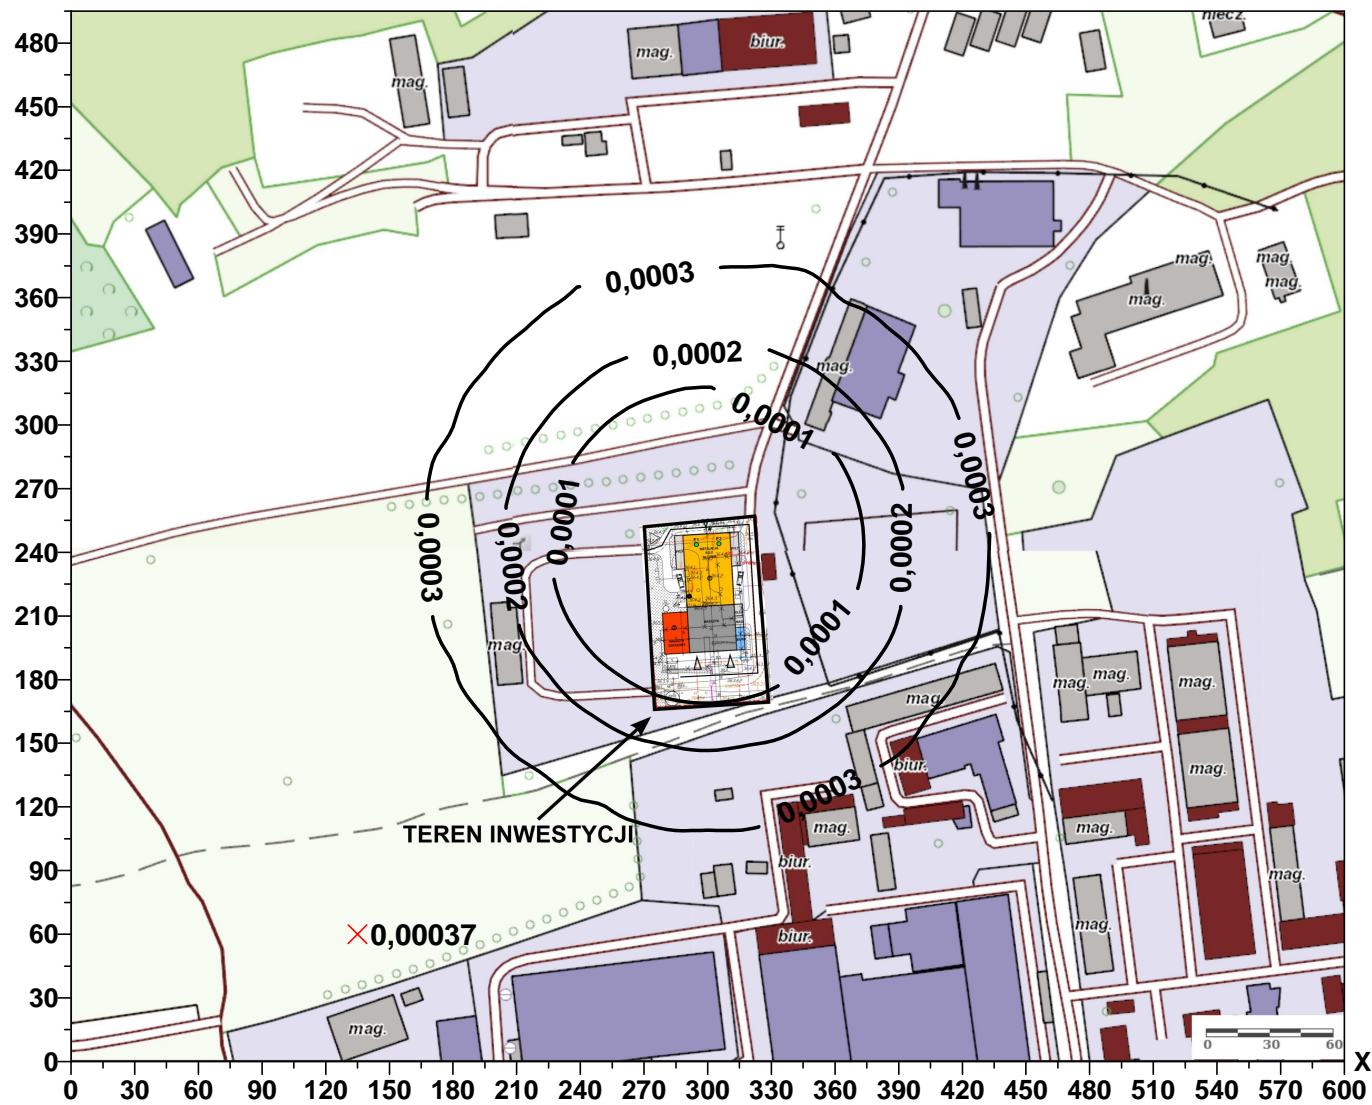 480
450
420
390
360
330
300
270
240
210
180
150
120
90
60
30
0
mag.
mag.
biur.
niecz.
mag.
mag.
mag.
mag.
0,0003
0,0002
mag.
0,0001
0,0003
0,0001
0,0002
0,0003
0,0002
0,0001
mag.
mag.
mag.
mag.
mag.
biur.
mag.
0,0003
TEREN INWESTYCJI
mag.
mag.
biur.
mag.
mag.
0,00037
biur.
mag.
0 30 60
X
0 30 60 90 120 150 180 210 240 270 300 330 360 390 420 450 480 510 540 570 600